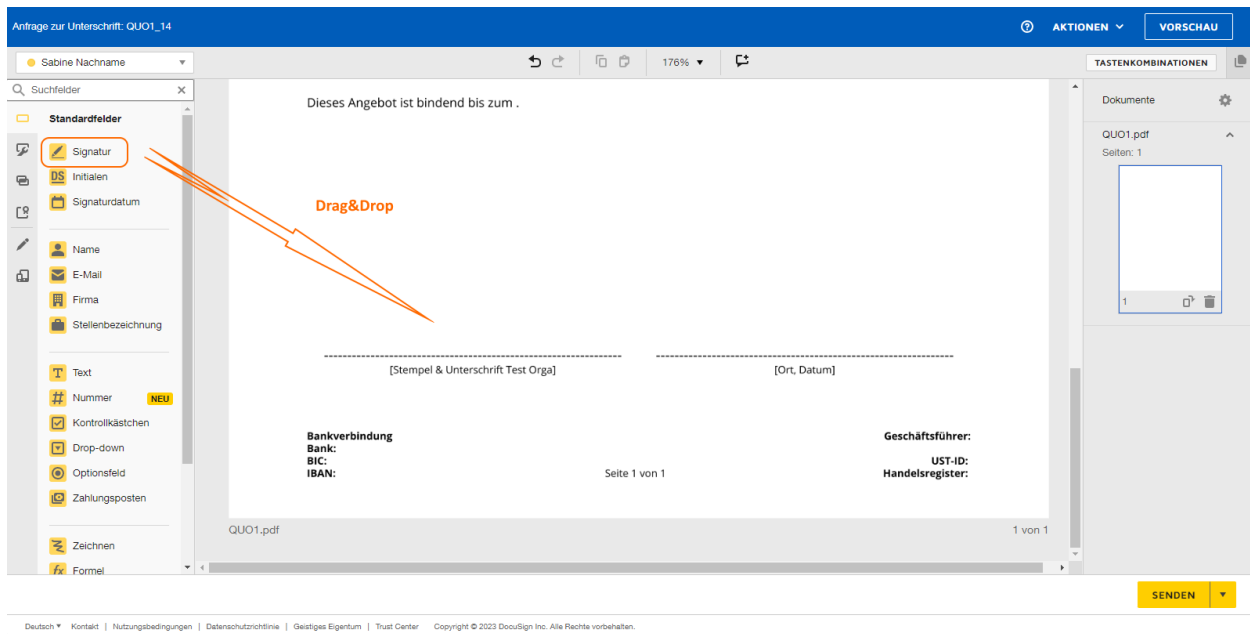 Anfrage zur Unterschrift: QUO1_14
AKTIONEN
VORSCHAU
Sabine Nachname
176%
TASTENKOMBINATIONEN
Suchfelder
Standardfelder
Signatur
DS Initialen
Signaturdatum
Name
E-Mail
Firma
Stellenbezeichnung
T Text
Nummer NEU
Kontrollkästchen
Drop-down
Optionsfeld
Zahlungsposten
Zeichnen
fx Formel
Dieses Angebot ist bindend bis zum .
Drag&Drop
[Stempel & Unterschrift Test Orga]
[Ort, Datum]
Bankverbindung
Bank:
BIC:
IBAN:
Seite 1 von 1
Geschäftsführer:
UST-ID:
Handelsregister:
QUO1.pdf
1 von 1
Dokumente
QUO1.pdf
Seiten: 1
1
SENDEN
Deutsch Kontakt | Nutzungsbedingungen | Datenschutzrichtlinie | Geistiges Eigentum | Trust Center Copyright © 2023 DocuSign Inc. Alle Rechte vorbehalten.